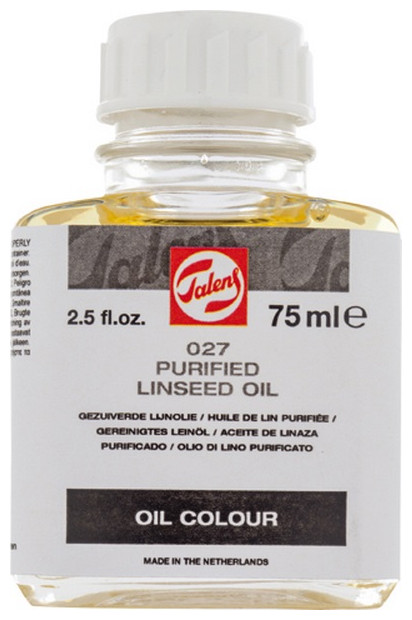 Talens
2.5 fl.oz. 75 ml e
027
PURIFIED
LINSEED OIL
GEZUIVERDE LIJNOLIE / HUILE DE LIN PURIFIÉE /
GEREINIGTES LEINÖL / ACEITE DE LINAZA
PURIFICADO / OLIO DI LINO PURIFICATO
OIL COLOUR
MADE IN THE NETHERLANDS